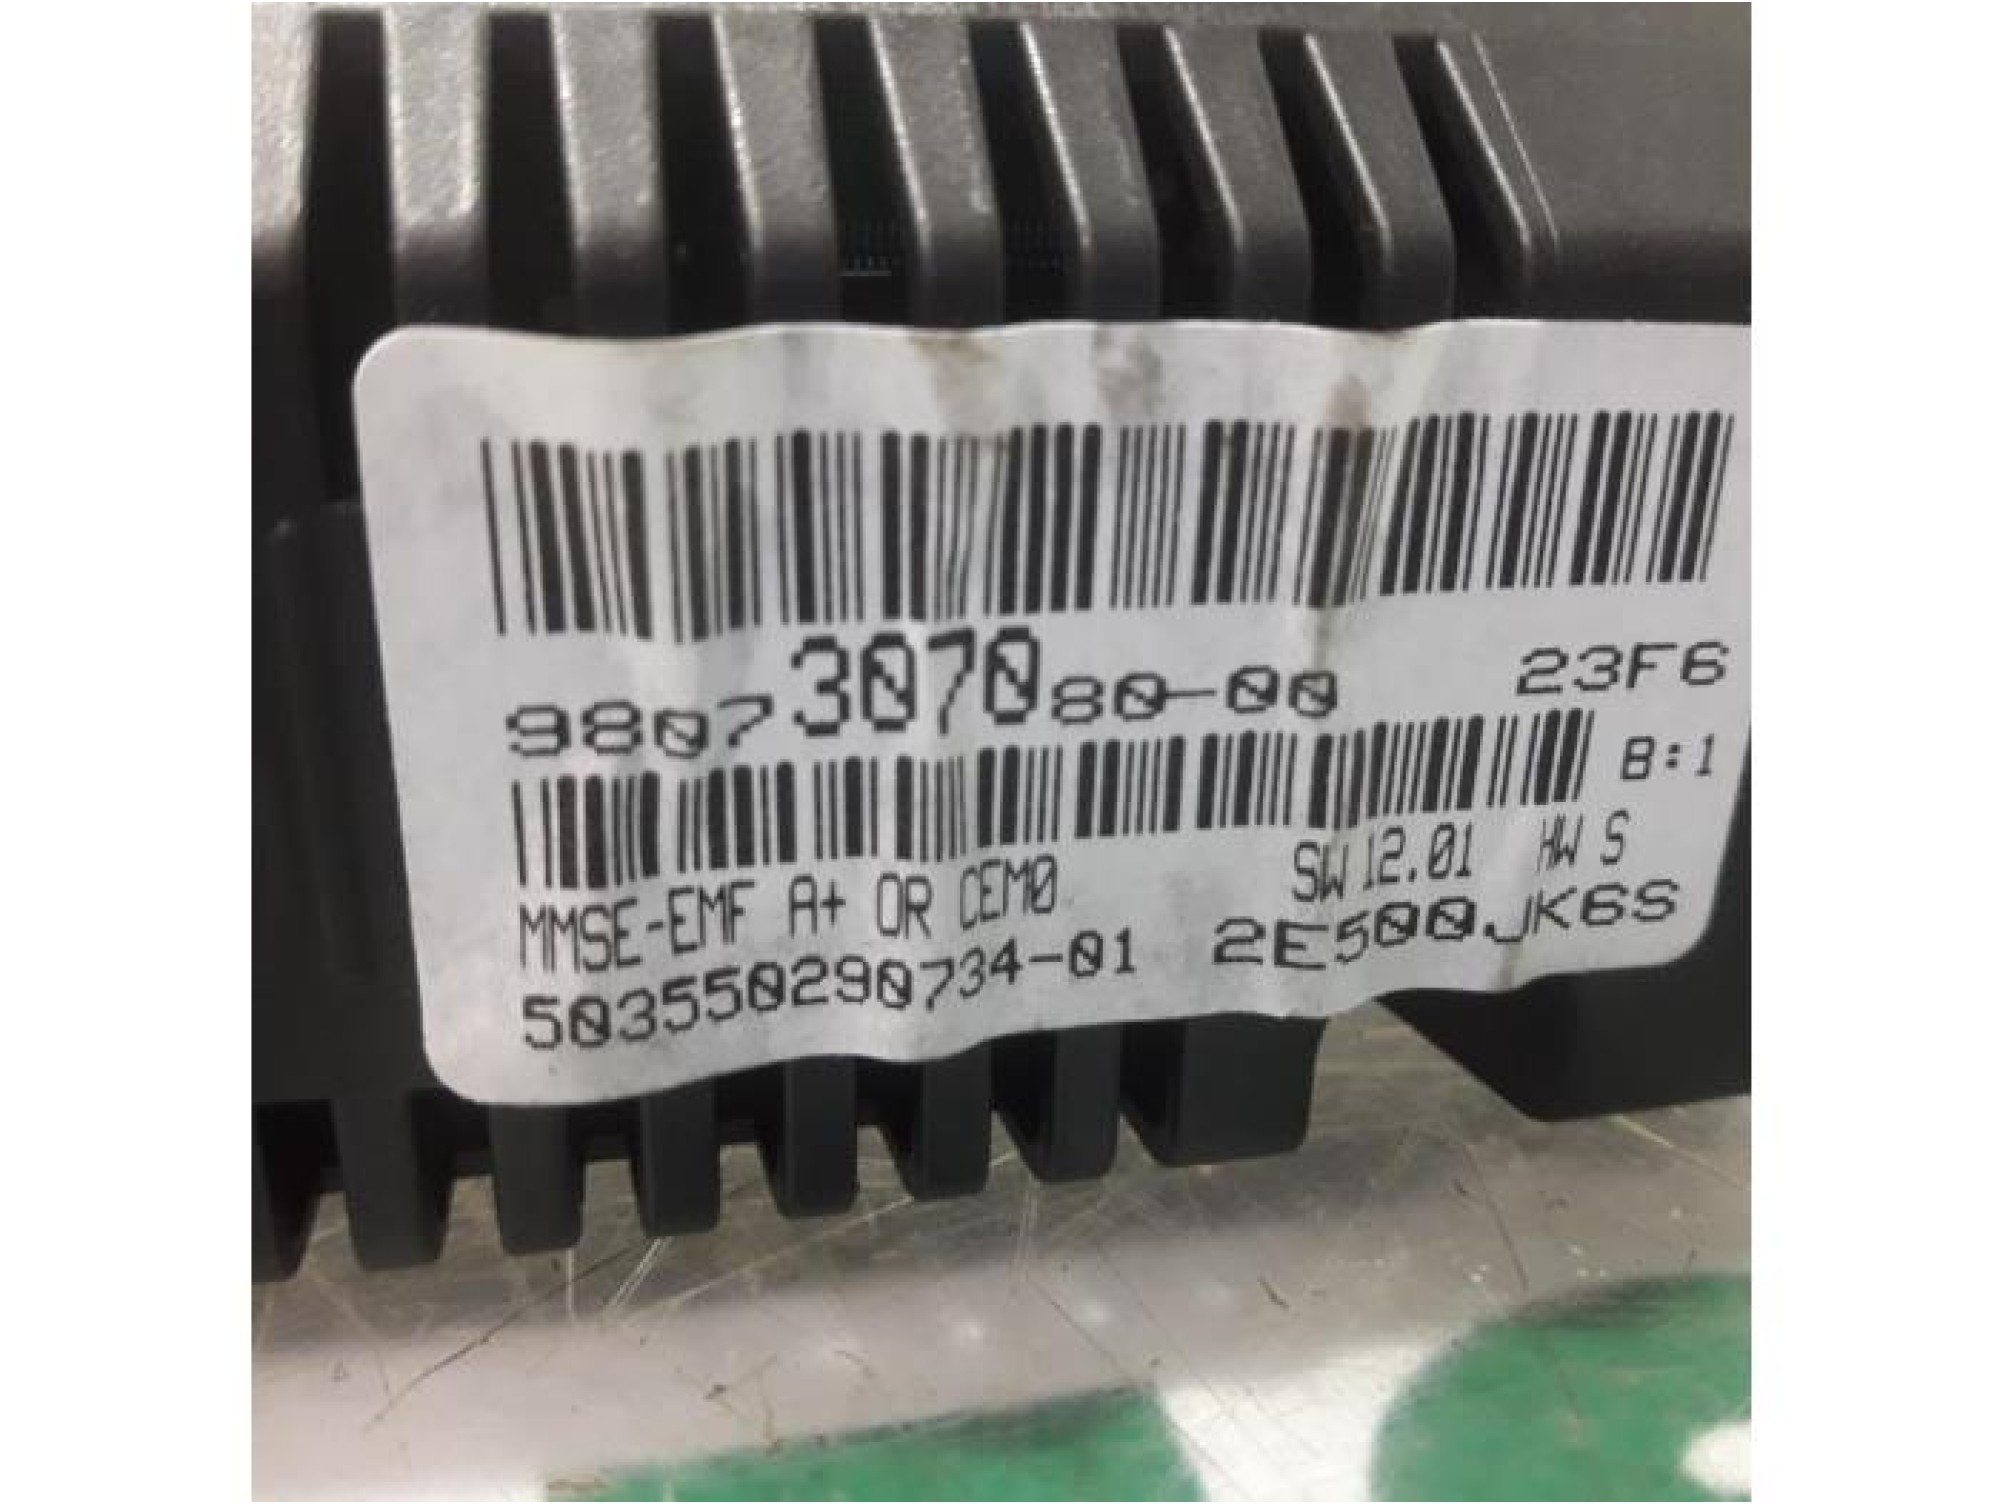 9807307080-00 23F6
B:1
MMSE-EMF A+ OR CEM0 SW 12.01 HW S
503550290734-01 2E500JK6S